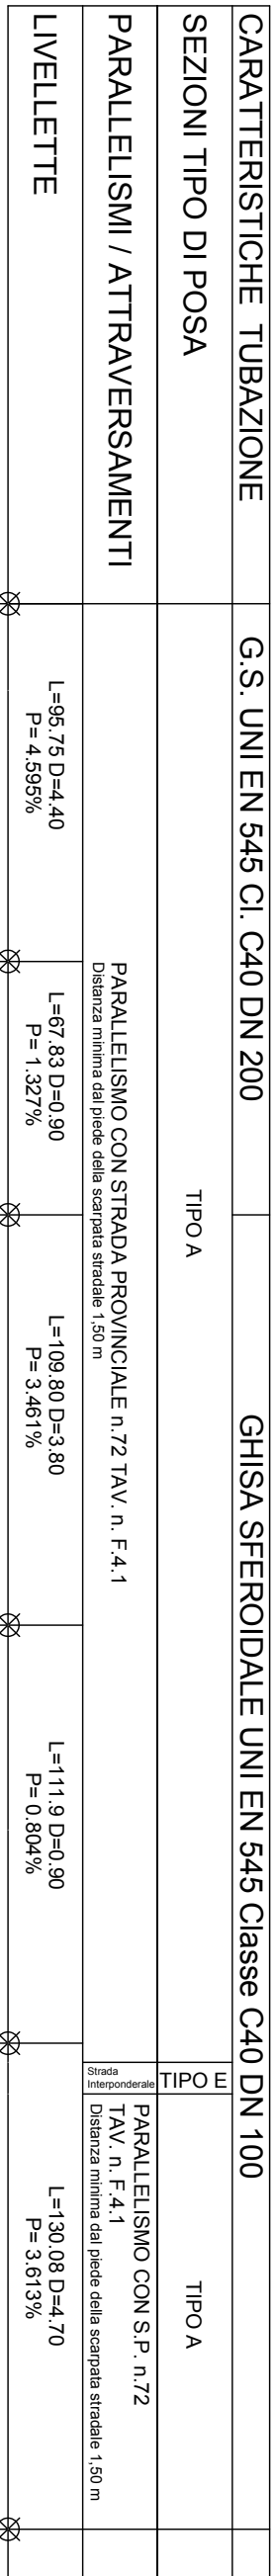 CARATTERISTICHE TUBAZIONE
G.S. UNI EN 545 Cl. C40 DN 200
GHISA SFEROIDALE UNI EN 545 Classe C40 DN 100
SEZIONI TIPO DI POSA
TIPO A
TIPO E
TIPO A
PARALLELISMI / ATTRAVERSAMENTI
PARALLELISMO CON STRADA PROVINCIALE n.72 TAV. n. F.4.1
Distanza minima dal piede della scarpata stradale 1,50 m
Strada
Interponderale
PARALLELISMO CON S.P. n.72
TAV. n. F.4.1
Distanza minima dal piede della scarpata stradale 1,50 m
LIVELLETTE
L=95.75 D=4.40
P= 4.595%
L=67.83 D=0.90
P= 1.327%
L=109.80 D=3.80
P= 3.461%
L=111.9 D=0.90
P= 0.804%
L=130.08 D=4.70
P= 3.613%